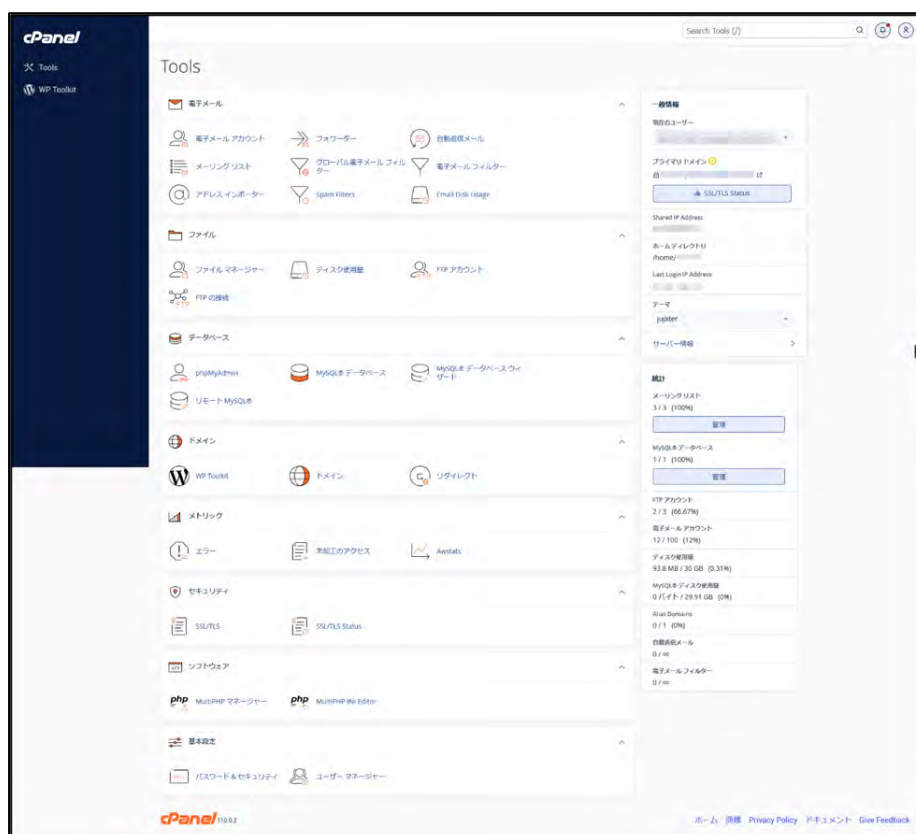 cPanel
Search Tools (/)
Tools
WP Toolkit
Tools
電子メール
電子メール アカウント
フォワーダー
自動返信メール
メーリング リスト
グローバル電子メール フィル
ター
電子メールフィルター
アドレス インポーター
Spam Filters
Email Disk Usage
ファイル
ファイル マネージャー
ディスク使用量
FTP アカウント
FTP の接続
データベース
phpMyAdmin
MySQL® データベース
MySQL® データベース ウィ
ザード
リモート MySQL®
ドメイン
WP Toolkit
ドメイン
リダイレクト
メトリック
エラー
未加工のアクセス
Awstats
セキュリティ
SSL/TLS
SSL/TLS Status
ソフトウェア
php
MultiPHP マネージャー
php
MultiPHP INI Editor
基本設定
パスワード & セキュリティ
ユーザー マネージャー
一般情報
現在のユーザー
プライマリ ドメイン
SSL/TLS Status
Shared IP Address
ホーム ディレクトリ
/home/
Last Login IP Address
テーマ
jupiter
サーバー情報
統計
メーリング リスト
3 / 3 (100%)
管理
MySQL® データベース
1 / 1 (100%)
管理
FTP アカウント
2 / 3 (66.67%)
電子メール アカウント
12 / 100 (12%)
ディスク使用量
93.8 MB / 30 GB (0.31%)
MySQL® ディスク使用量
0 バイト / 29.91 GB (0%)
Alias Domains
0 / 1 (0%)
自動返信メール
0 / ∞
電子メール フィルター
0 / ∞
cPanel 110.0.2
ホーム 商標 Privacy Policy ドキュメント Give Feedback